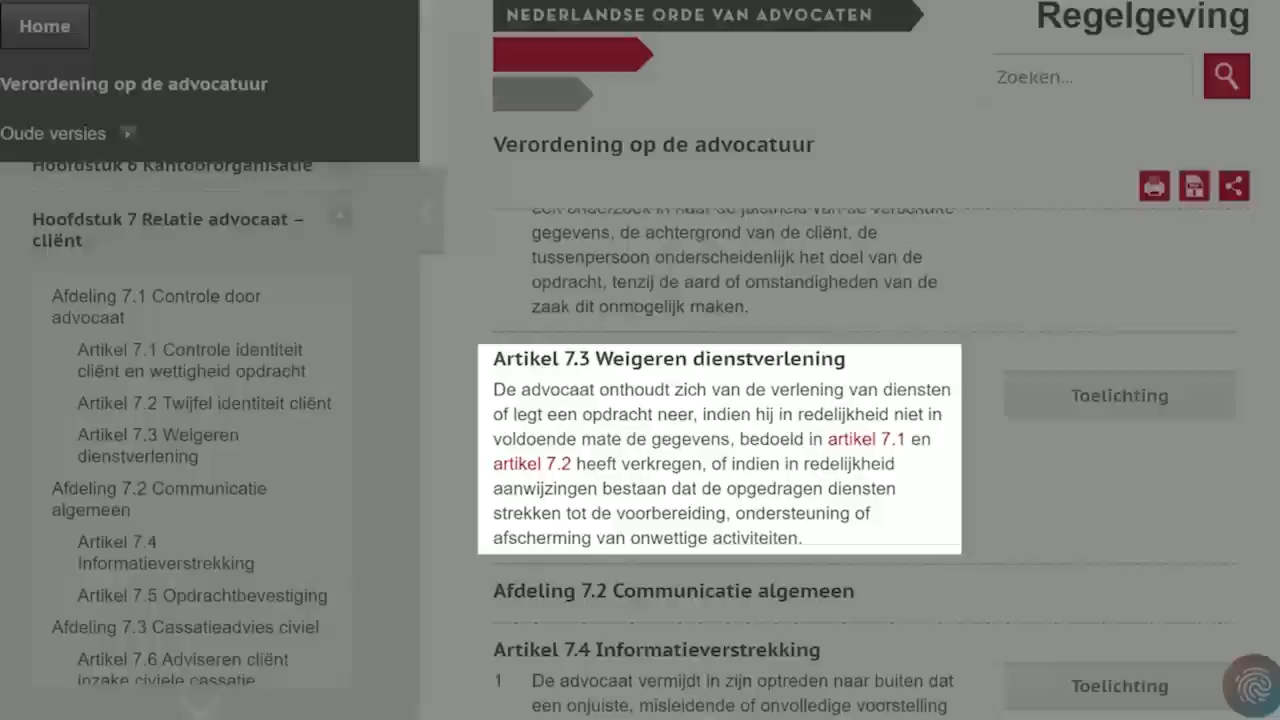 Home
Verordening op de advocatuur
Oude versies
Hoofdstuk 6 Kantoororganisatie
Hoofdstuk 7 Relatie advocaat –
cliënt
Afdeling 7.1 Controle door
advocaat
Artikel 7.1 Controle identiteit
cliënt en wettigheid opdracht
Artikel 7.2 Twijfel identiteit cliënt
Artikel 7.3 Weigeren
dienstverlening
Afdeling 7.2 Communicatie
algemeen
Artikel 7.4
Informatieverstrekking
Artikel 7.5 Opdrachtbevestiging
Afdeling 7.3 Cassatieadvies civiel
Artikel 7.6 Adviseren cliënt
inzake civiele cassatie
NEDERLANDSE ORDE VAN ADVOCATEN
Regelgeving
Zoeken...
Verordening op de advocatuur
een onderzoek in naar de juistheid van de verstrekte
gegevens, de achtergrond van de cliënt, de
tussenpersoon onderscheidenlijk het doel van de
opdracht, tenzij de aard of omstandigheden van de
zaak dit onmogelijk maken.
Artikel 7.3 Weigeren dienstverlening
De advocaat onthoudt zich van de verlening van diensten
of legt een opdracht neer, indien hij in redelijkheid niet in
voldoende mate de gegevens, bedoeld in artikel 7.1 en
artikel 7.2 heeft verkregen, of indien in redelijkheid
aanwijzingen bestaan dat de opgedragen diensten
strekken tot de voorbereiding, ondersteuning of
afscherming van onwettige activiteiten.
Toelichting
Afdeling 7.2 Communicatie algemeen
Artikel 7.4 Informatieverstrekking
1 De advocaat vermijdt in zijn optreden naar buiten dat
een onjuiste, misleidende of onvolledige voorstelling
Toelichting